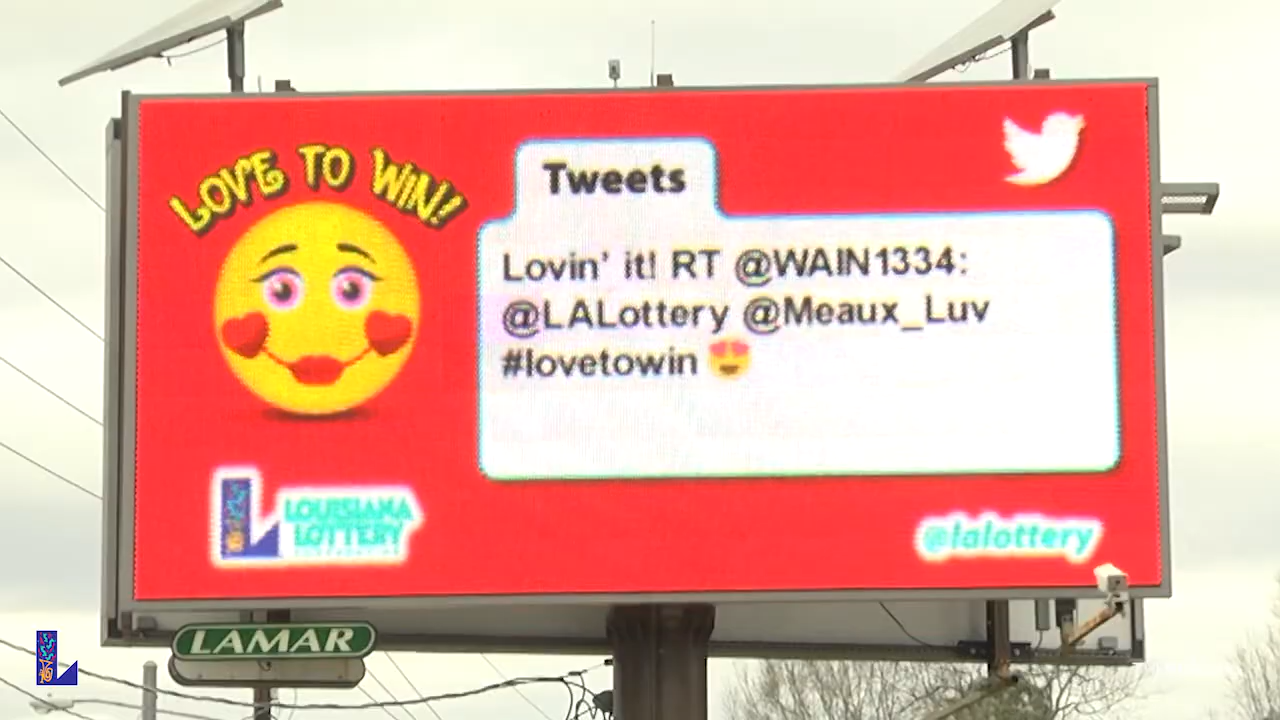 LOVE TO WIN!
Tweets
Lovin' it! RT @WAIN1334:
@LALottery @Meaux_Luv
#lovetowin 😍
LOUISIANA
LOTTERY
@lalottery
LAMAR